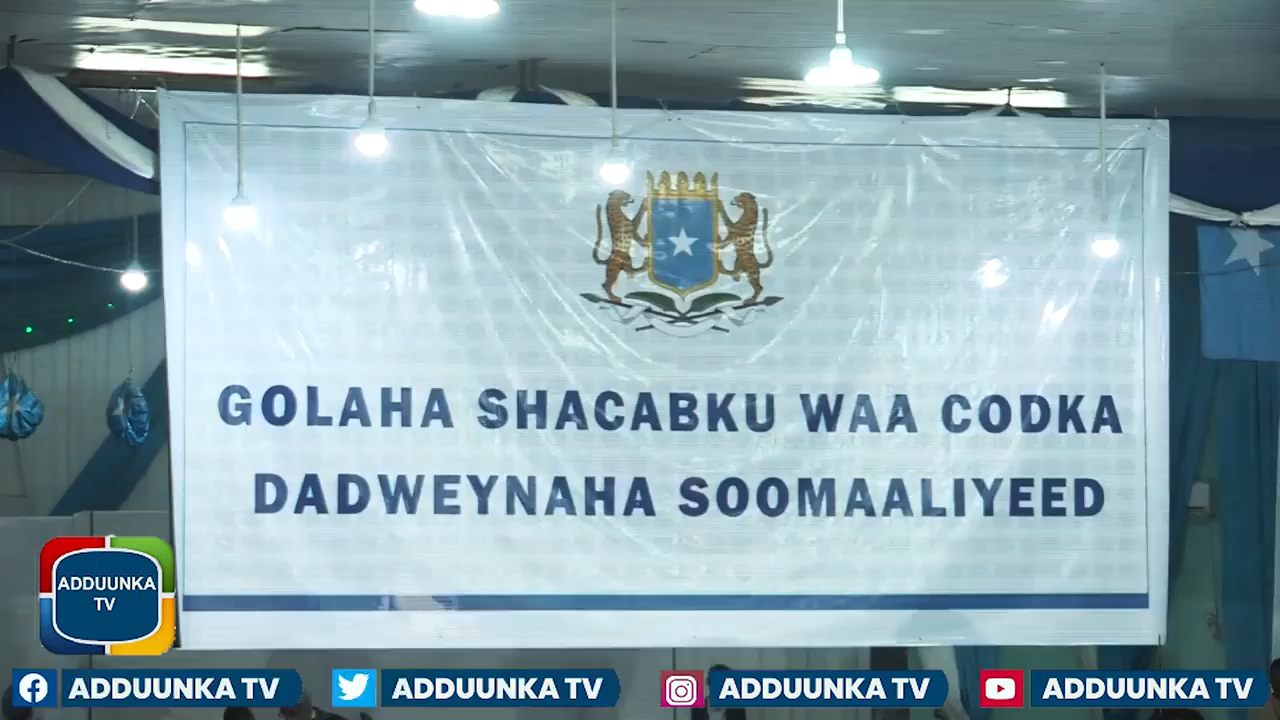 GOLAHA SHACABKU WAA CODKA
DADWEYNAHA SOOMAALIYEED
ADDUUNKA
TV
ADDUUNKA TV
ADDUUNKA TV
ADDUUNKA TV
ADDUUNKA TV